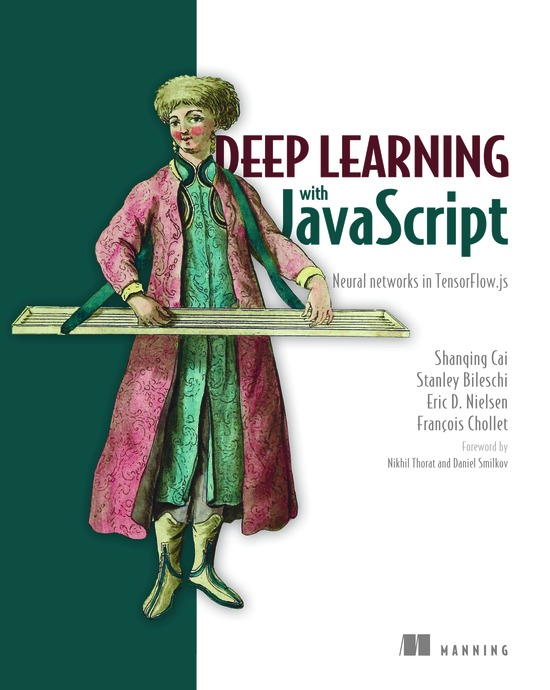 DEEP LEARNING
with
JavaScript
Neural networks in TensorFlow.js
Shanqing Cai
Stanley Bileschi
Eric D. Nielsen
François Chollet
Foreword by
Nikhil Thorat and Daniel Smilkov
MANNING